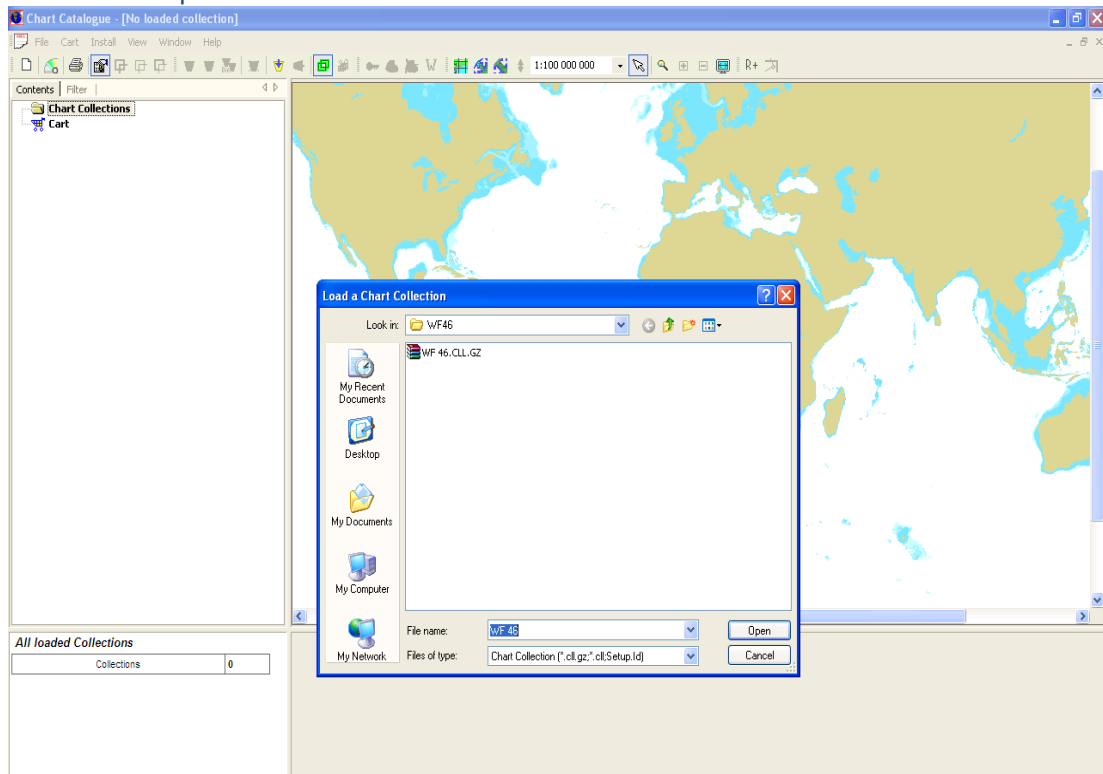 Chart Catalogue - [No loaded collection]
File Cart Install View Window Help
1:100 000 000
R+
Contents Filter
Chart Collections
Cart
Load a Chart Collection
Look in: WF46
WF 46.CLL.GZ
My Recent
Documents
Desktop
My Documents
My Computer
My Network
File name: WF 46 Open
Files of type: Chart Collection (*.cll.gz;*.cll;Setup.Id) Cancel
All loaded Collections
Collections 0